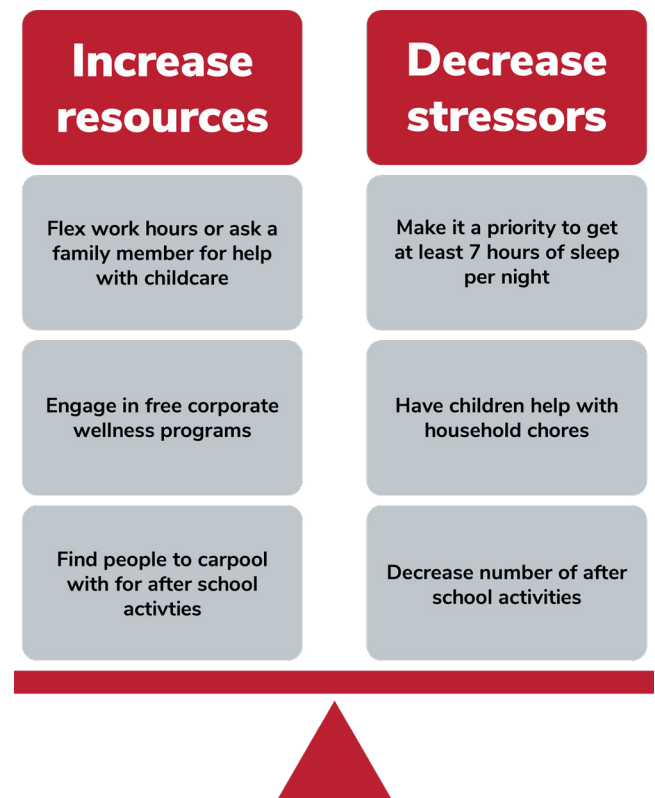 Increase
resources
Flex work hours or ask a
family member for help
with childcare
Engage in free corporate
wellness programs
Find people to carpool
with for after school
activties
Decrease
stressors
Make it a priority to get
at least 7 hours of sleep
per night
Have children help with
household chores
Decrease number of after
school activities